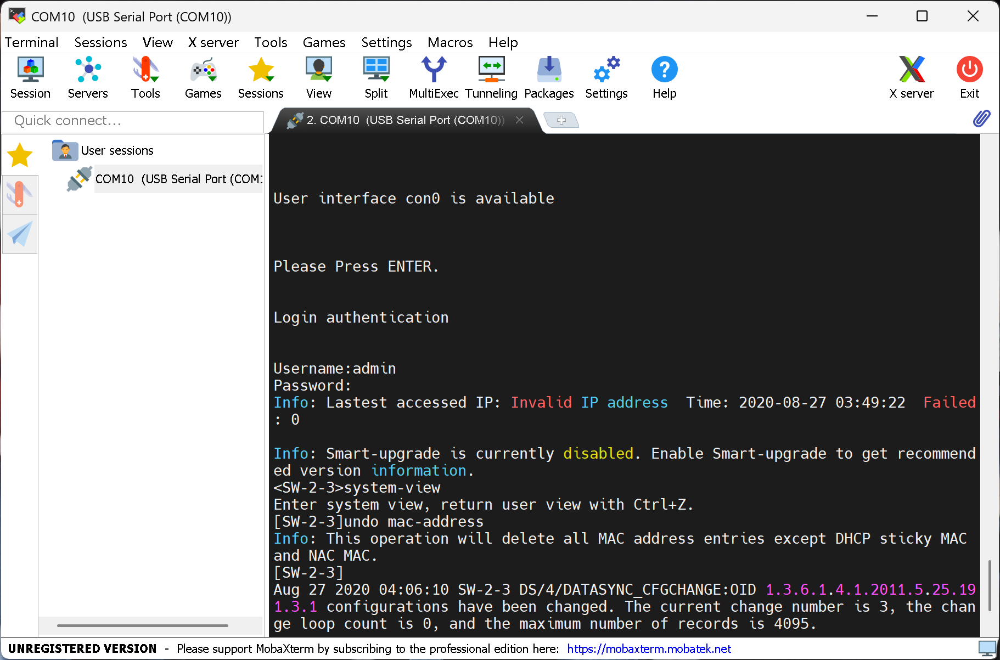 COM10  (USB Serial Port (COM10))
Terminal Sessions View X server Tools Games Settings Macros Help
Session Servers Tools Games Sessions View Split MultiExec Tunneling Packages Settings Help X server Exit
Quick connect...
2. COM10  (USB Serial Port (COM10))
User sessions
COM10  (USB Serial Port (COM1
User interface con0 is available
Please Press ENTER.
Login authentication
Username:admin
Password:
Info: Lastest accessed IP: Invalid IP address  Time: 2020-08-27 03:49:22  Failed
: 0
Info: Smart-upgrade is currently disabled. Enable Smart-upgrade to get recommend
ed version information.
<SW-2-3>system-view
Enter system view, return user view with Ctrl+Z.
[SW-2-3]undo mac-address
Info: This operation will delete all MAC address entries except DHCP sticky MAC
and NAC MAC.
[SW-2-3]
Aug 27 2020 04:06:10 SW-2-3 DS/4/DATASYNC_CFGCHANGE:OID 1.3.6.1.4.1.2011.5.25.19
1.3.1 configurations have been changed. The current change number is 3, the chan
ge loop count is 0, and the maximum number of records is 4095.
UNREGISTERED VERSION - Please support MobaXterm by subscribing to the professional edition here: https://mobaxterm.mobatek.net